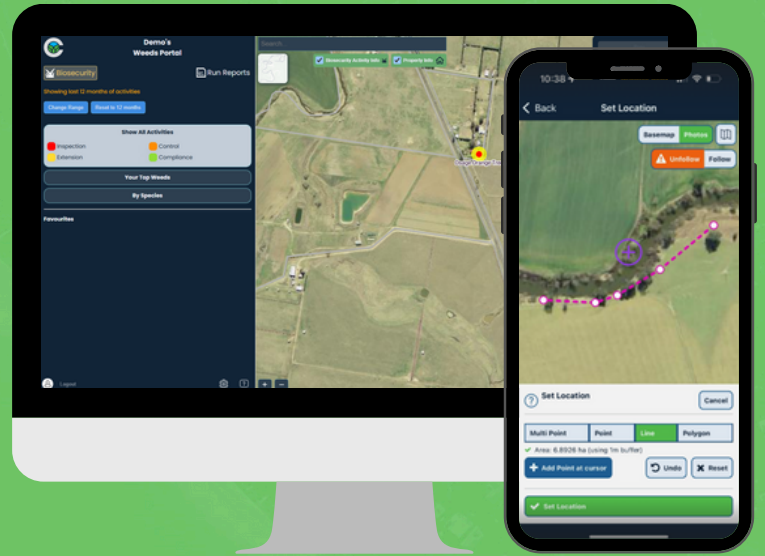 Demo's
Weeds Portal
Biosecurity
Run Reports
Showing last 12 months of activities
Change Range
Reset to 12 months
Show All Activities
Inspection
Control
Extension
Compliance
Your Top Weeds
By Species
Favourites
Logout
Search
Biosecurity Activity Info
Property Info
10:38
Back
Set Location
Basemap
Photos
Unfollow
Follow
Set Location
Cancel
Multi Point
Point
Line
Polygon
Area: 6.8926 ha (using 1m buffer)
Add Point at cursor
Undo
Reset
Set Location